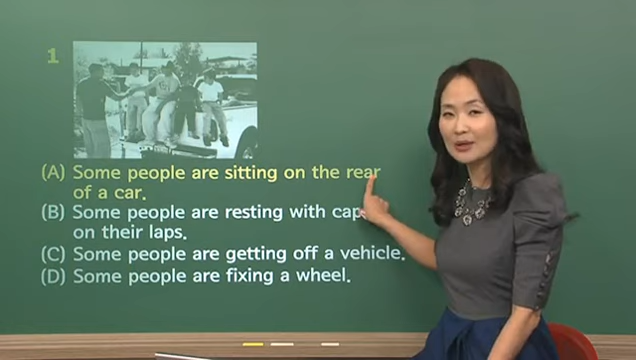 1
(A) Some people are sitting on the rear
of a car.
(B) Some people are resting with cap
on their laps.
(C) Some people are getting off a vehicle.
(D) Some people are fixing a wheel.